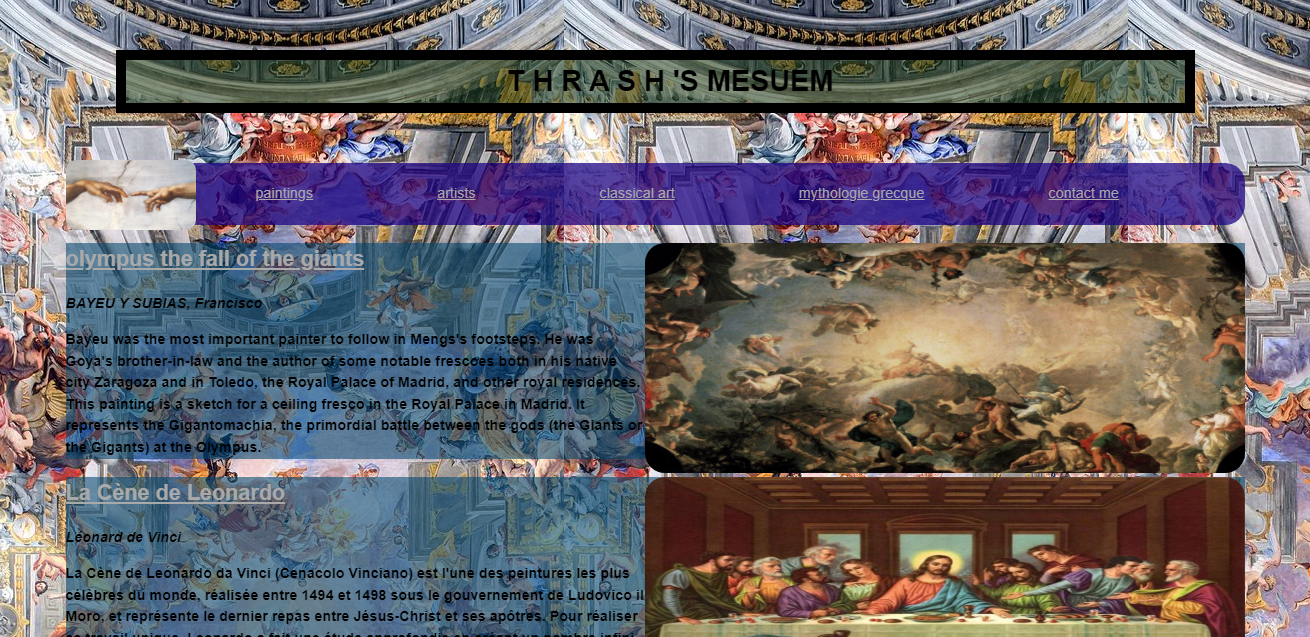 T H R A S H 'S MESUEM
paintings artists classical art mythologie grecque contact me
olympus the fall of the giants
BAYEU Y SUBIAS, Francisco
Bayeu was the most important painter to follow in Mengs's footsteps. He was
Goya's brother-in-law and the author of some notable frescoes both in his native
city Zaragoza and in Toledo, the Royal Palace of Madrid, and other royal residences.
This painting is a sketch for a ceiling fresco in the Royal Palace in Madrid. It
represents the Gigantomachia, the primordial battle between the gods (the Giants or
the Gigants) at the Olympus.
La Cène de Leonardo
Léonard de Vinci
La Cène de Leonardo da Vinci (Cenacolo Vinciano) est l'une des peintures les plus
célèbres du monde, réalisée entre 1494 et 1498 sous le gouvernement de Ludovico il
Moro, et représente le dernier repas entre Jésus-Christ et ses apôtres. Pour réaliser